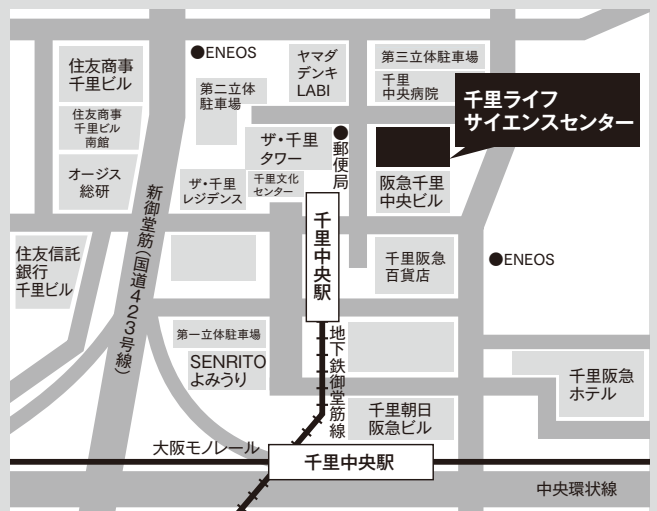 住友商事
千里ビル
●ENEOS
ヤマダ
デンキ
LABI
第三立体駐車場
千里
中央病院
千里ライフ
サイエンスセンター
第二立体
駐車場
住友商事
千里ビル
南館
ザ・千里
タワー
●郵便局
オージス
総研
ザ・千里
レジデンス
千里文化
センター
阪急千里
中央ビル
新御堂筋(国道423号線)
千里中央駅
住友信託
銀行
千里ビル
千里阪急
百貨店
●ENEOS
第一立体駐車場
地下鉄御堂筋線
SENRITO
よみうり
千里阪急
ホテル
千里朝日
阪急ビル
大阪モノレール
千里中央駅
中央環状線